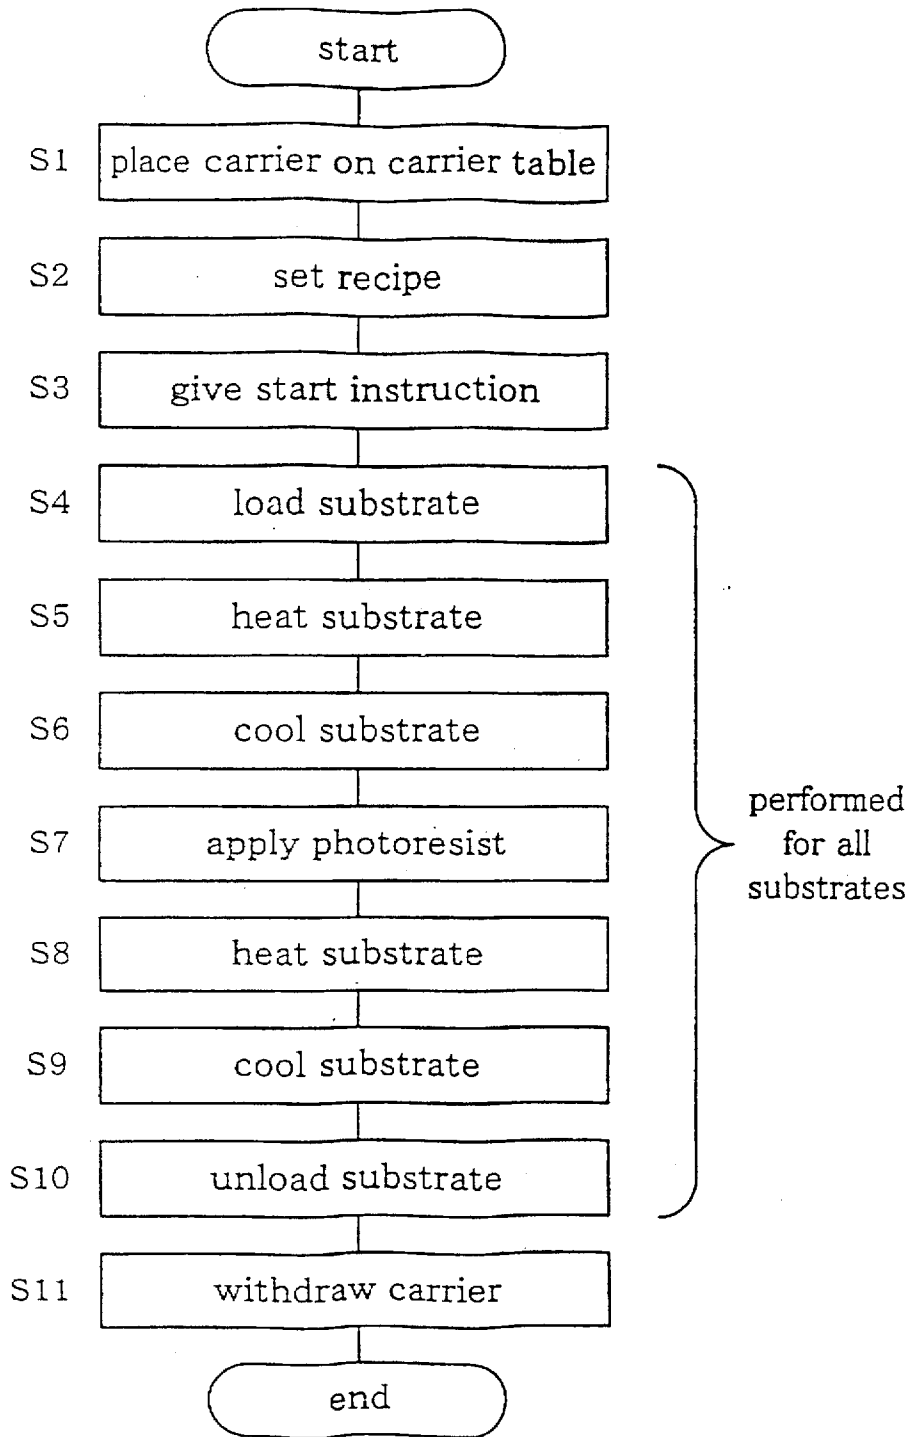 start
S1 place carrier on carrier table
S2 set recipe
S3 give start instruction
S4 load substrate
S5 heat substrate
S6 cool substrate
S7 apply photoresist
S8 heat substrate
S9 cool substrate
S10 unload substrate
performed
for all
substrates
S11 withdraw carrier
end